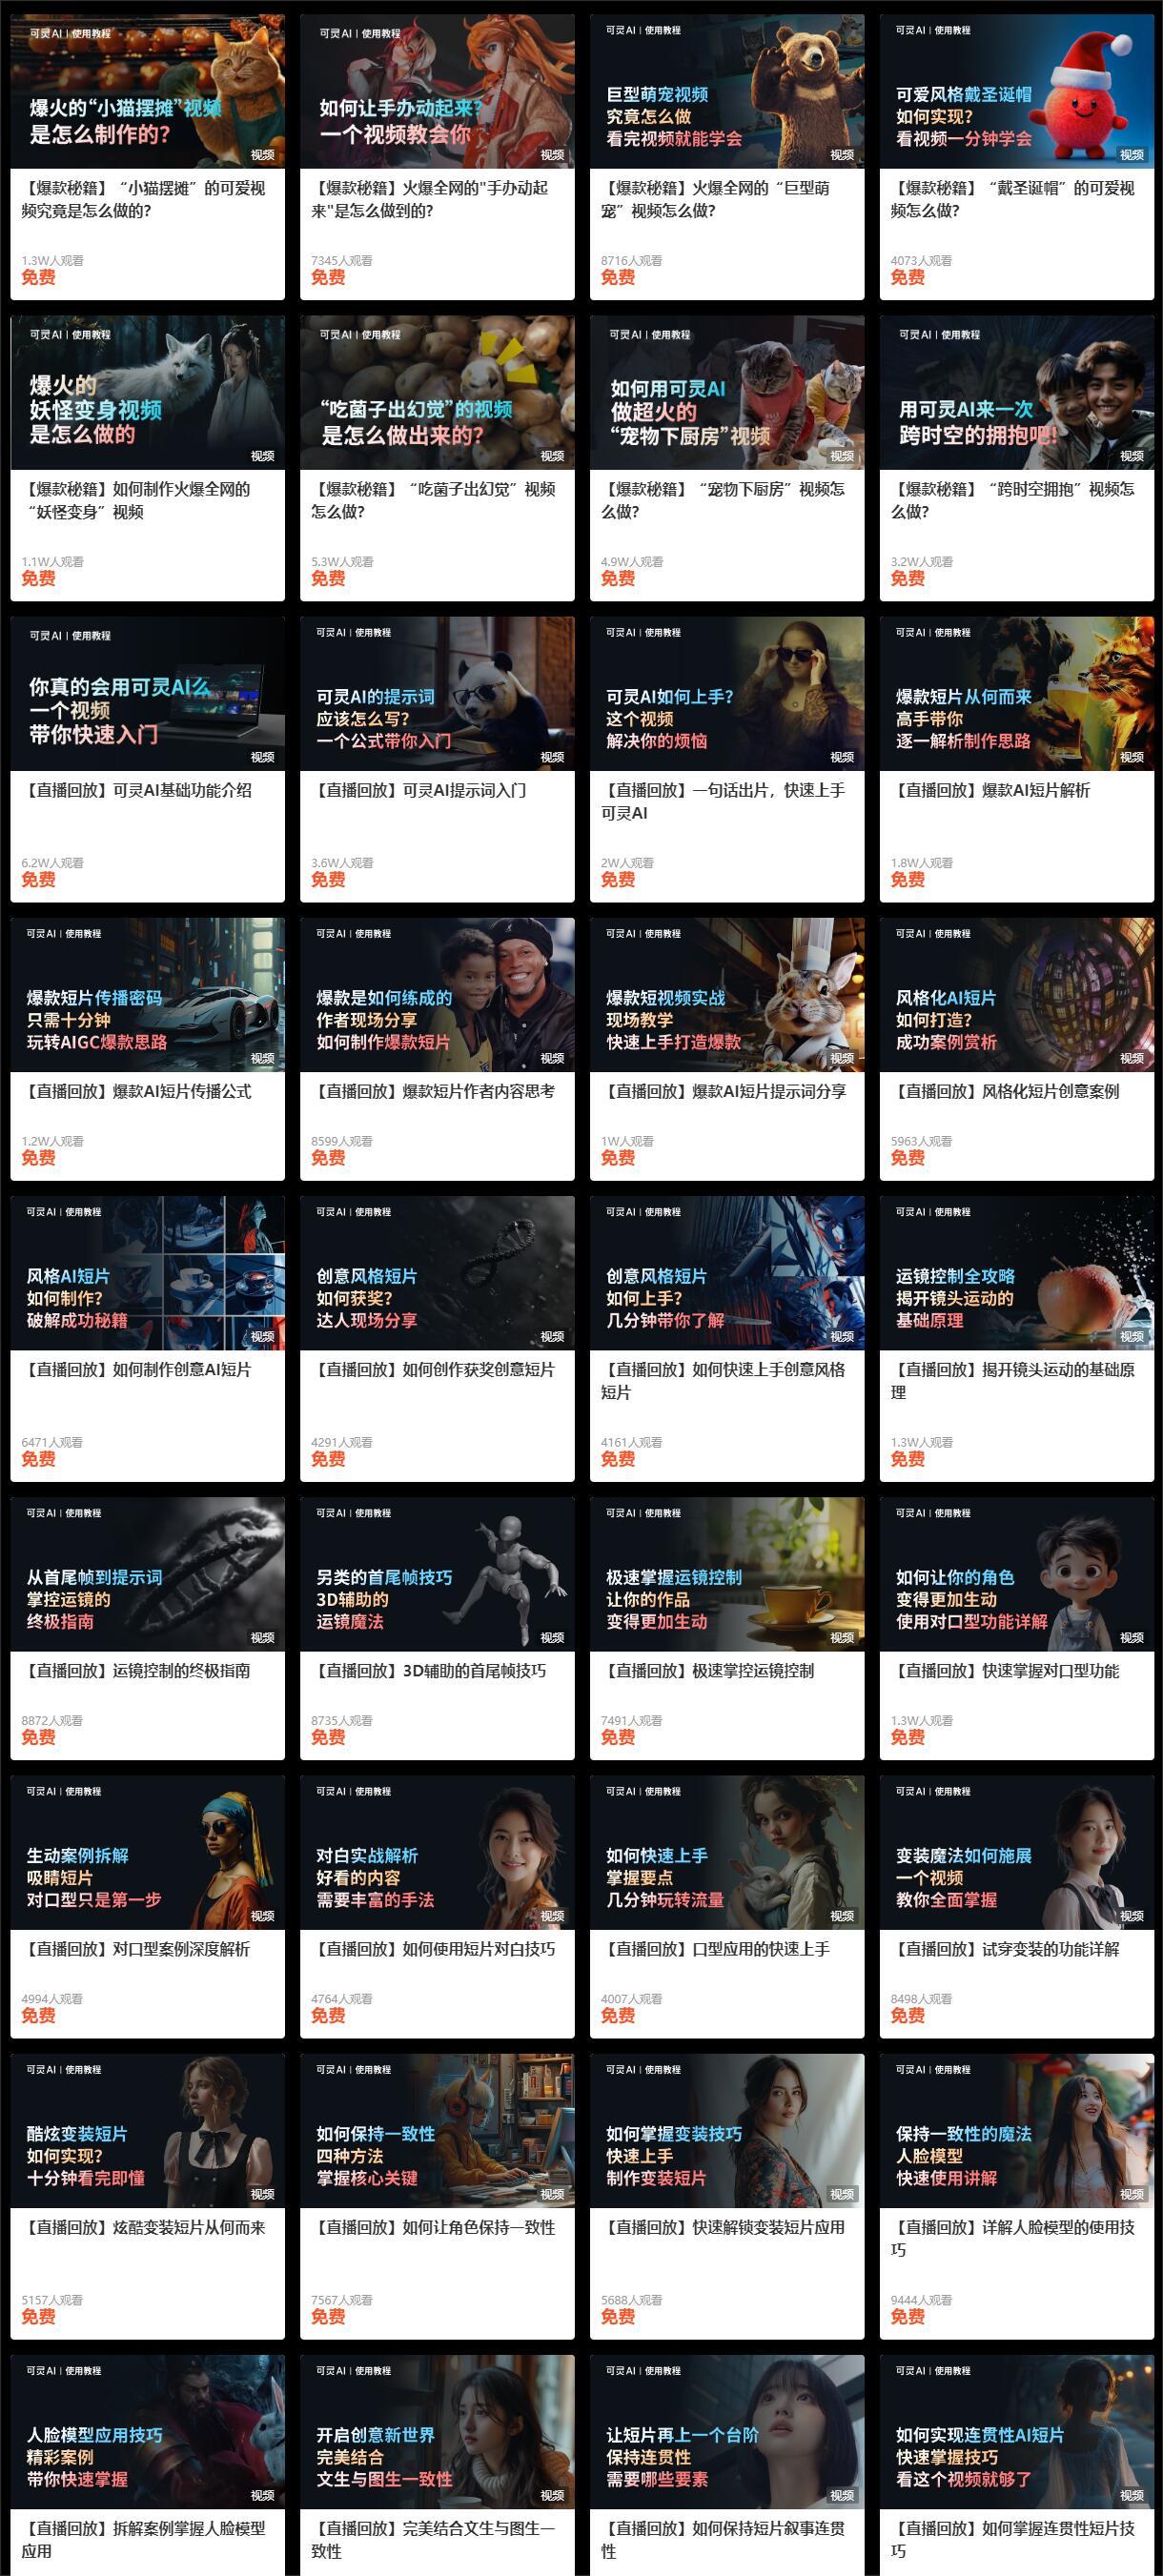 可灵AI | 使用教程
爆火的“小猫摆摊”视频
是怎么制作的？
视频
【爆款秘籍】“小猫摆摊”的可爱视
频究竟是怎么做的？
1.3W人观看
免费
可灵AI | 使用教程
如何让手办动起来？
一个视频教会你
视频
【爆款秘籍】火爆全网的"手办动起
来"是怎么做到的？
7345人观看
免费
可灵AI | 使用教程
巨型萌宠视频
究竟怎么做
看完视频就能学会
视频
【爆款秘籍】火爆全网的“巨型萌
宠”视频怎么做？
8716人观看
免费
可灵AI | 使用教程
可爱风格戴圣诞帽
如何实现？
看视频一分钟学会
视频
【爆款秘籍】“戴圣诞帽”的可爱视
频怎么做？
4073人观看
免费
可灵AI | 使用教程
爆火的
妖怪变身视频
是怎么做的
视频
【爆款秘籍】如何制作火爆全网的
“妖怪变身”视频
1.1W人观看
免费
可灵AI | 使用教程
“吃菌子出幻觉”的视频
是怎么做出来的？
视频
【爆款秘籍】“吃菌子出幻觉”视频
怎么做？
5.3W人观看
免费
可灵AI | 使用教程
如何用可灵AI
做超火的
“宠物下厨房”视频
视频
【爆款秘籍】“宠物下厨房”视频怎
么做？
4.9W人观看
免费
可灵AI | 使用教程
用可灵AI来一次
跨时空的拥抱吧!
视频
【爆款秘籍】“跨时空拥抱”视频怎
么做？
3.2W人观看
免费
可灵AI | 使用教程
你真的会用可灵AI么
一个视频
带你快速入门
视频
【直播回放】可灵AI基础功能介绍
6.2W人观看
免费
可灵AI | 使用教程
可灵AI的提示词
应该怎么写？
一个公式带你入门
视频
【直播回放】可灵AI提示词入门
3.6W人观看
免费
可灵AI | 使用教程
可灵AI如何上手？
这个视频
解决你的烦恼
视频
【直播回放】一句话出片，快速上手
可灵AI
2W人观看
免费
可灵AI | 使用教程
爆款短片从何而来
高手带你
逐一解析制作思路
视频
【直播回放】爆款AI短片解析
1.8W人观看
免费
可灵AI | 使用教程
爆款短片传播密码
只需十分钟
玩转AIGC爆款思路
视频
【直播回放】爆款AI短片传播公式
1.2W人观看
免费
可灵AI | 使用教程
爆款是如何练成的
作者现场分享
如何制作爆款短片
视频
【直播回放】爆款短片作者内容思考
8599人观看
免费
可灵AI | 使用教程
爆款短视频实战
现场教学
快速上手打造爆款
视频
【直播回放】爆款AI短片提示词分享
1W人观看
免费
可灵AI | 使用教程
风格化AI短片
如何打造？
成功案例赏析
视频
【直播回放】风格化短片创意案例
5963人观看
免费
可灵AI | 使用教程
风格AI短片
如何制作？
破解成功秘籍
视频
【直播回放】如何制作创意AI短片
6471人观看
免费
可灵AI | 使用教程
创意风格短片
如何获奖？
达人现场分享
视频
【直播回放】如何创作获奖创意短片
4291人观看
免费
可灵AI | 使用教程
创意风格短片
如何上手？
几分钟带你了解
视频
【直播回放】如何快速上手创意风格
短片
4161人观看
免费
可灵AI | 使用教程
运镜控制全攻略
揭开镜头运动的
基础原理
视频
【直播回放】揭开镜头运动的基础原
理
1.3W人观看
免费
可灵AI | 使用教程
从首尾帧到提示词
掌控运镜的
终极指南
视频
【直播回放】运镜控制的终极指南
8872人观看
免费
可灵AI | 使用教程
另类的首尾帧技巧
3D辅助的
运镜魔法
视频
【直播回放】3D辅助的首尾帧技巧
8735人观看
免费
可灵AI | 使用教程
极速掌握运镜控制
让你的作品
变得更加生动
视频
【直播回放】极速掌控运镜控制
7491人观看
免费
可灵AI | 使用教程
如何让你的角色
变得更加生动
使用对口型功能详解
视频
【直播回放】快速掌握对口型功能
1.3W人观看
免费
可灵AI | 使用教程
生动案例拆解
吸睛短片
对口型只是第一步
视频
【直播回放】对口型案例深度解析
4994人观看
免费
可灵AI | 使用教程
对白实战解析
好看的内容
需要丰富的手法
视频
【直播回放】如何使用短片对白技巧
4764人观看
免费
可灵AI | 使用教程
如何快速上手
掌握要点
几分钟玩转流量
视频
【直播回放】口型应用的快速上手
4007人观看
免费
可灵AI | 使用教程
变装魔法如何施展
一个视频
教你全面掌握
视频
【直播回放】试穿变装的功能详解
8498人观看
免费
可灵AI | 使用教程
酷炫变装短片
如何实现？
十分钟看完即懂
视频
【直播回放】炫酷变装短片从何而来
5157人观看
免费
可灵AI | 使用教程
如何保持一致性
四种方法
掌握核心关键
视频
【直播回放】如何让角色保持一致性
7567人观看
免费
可灵AI | 使用教程
如何掌握变装技巧
快速上手
制作变装短片
视频
【直播回放】快速解锁变装短片应用
5688人观看
免费
可灵AI | 使用教程
保持一致性的魔法
人脸模型
快速使用讲解
视频
【直播回放】详解人脸模型的使用技
巧
9444人观看
免费
可灵AI | 使用教程
人脸模型应用技巧
精彩案例
带你快速掌握
视频
【直播回放】拆解案例掌握人脸模型
应用
可灵AI | 使用教程
开启创意新世界
完美结合
文生与图生一致性
视频
【直播回放】完美结合文生与图生一
致性
可灵AI | 使用教程
让短片再上一个台阶
保持连贯性
需要哪些要素
视频
【直播回放】如何保持短片叙事连贯
性
可灵AI | 使用教程
如何实现连贯性AI短片
快速掌握技巧
看这个视频就够了
视频
【直播回放】如何掌握连贯性短片技
巧